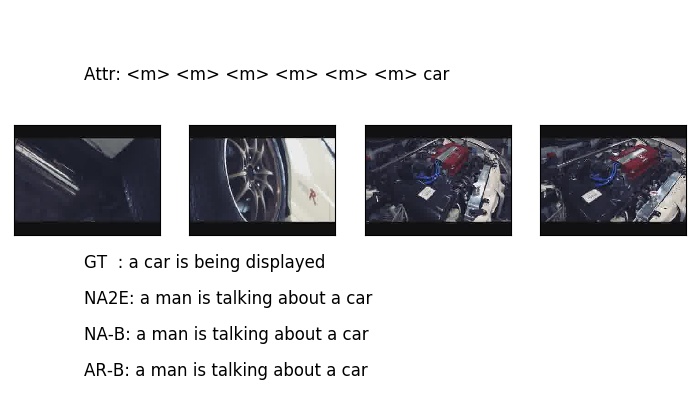 Attr: <m> <m> <m> <m> <m> <m> car
GT : a car is being displayed
NA2E: a man is talking about a car
NA-B: a man is talking about a car
AR-B: a man is talking about a car